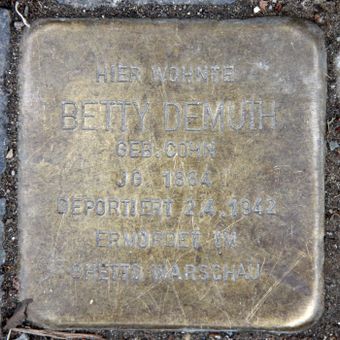 HIER WOHNTE
BETTY DEMUTH
GEB. COHN
JG. 1864
DEPORTIERT 2.4.1942
ERMORDET IM
GHETTO WARSCHAU